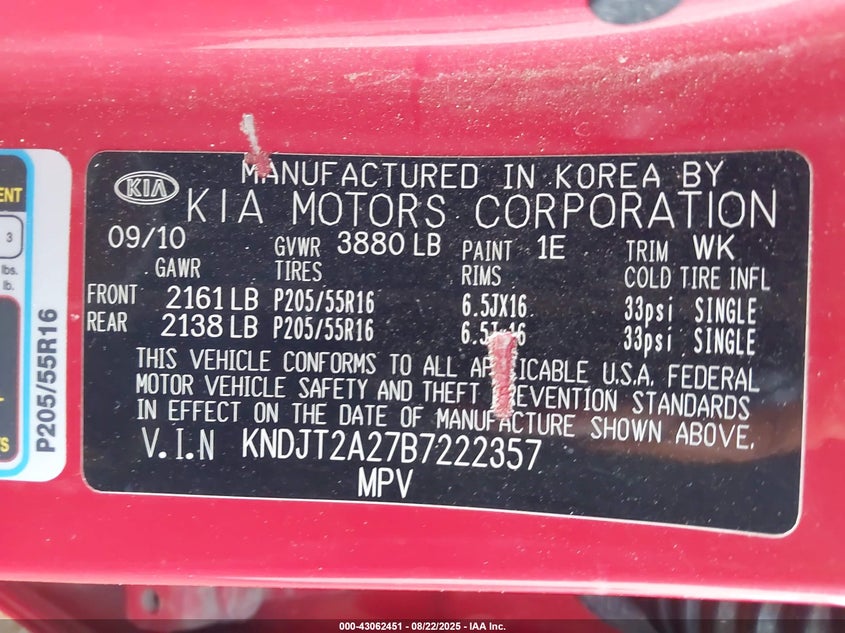 MANUFACTURED IN KOREA BY
KIA KIA MOTORS CORPORATION
09/10 GVWR 3880 LB PAINT 1E TRIM WK
GAWR TIRES RIMS COLD TIRE INFL
FRONT 2161 LB P205/55R16 6.5JX16 33psi SINGLE
REAR 2138 LB P205/55R16 33psi SINGLE
THIS VEHICLE CONFORMS TO ALL APPLICABLE U.S.A. FEDERAL
MOTOR VEHICLE SAFETY AND THEFT PREVENTION STANDARDS
IN EFFECT ON THE DATE OF MANUFACTURE SHOWN ABOVE.
V.I.N KNDJT2A27B7222357
MPV
3
lbs.
lb.
P205/55R16
000-43062451 - 08/22/2025 - IAA Inc.